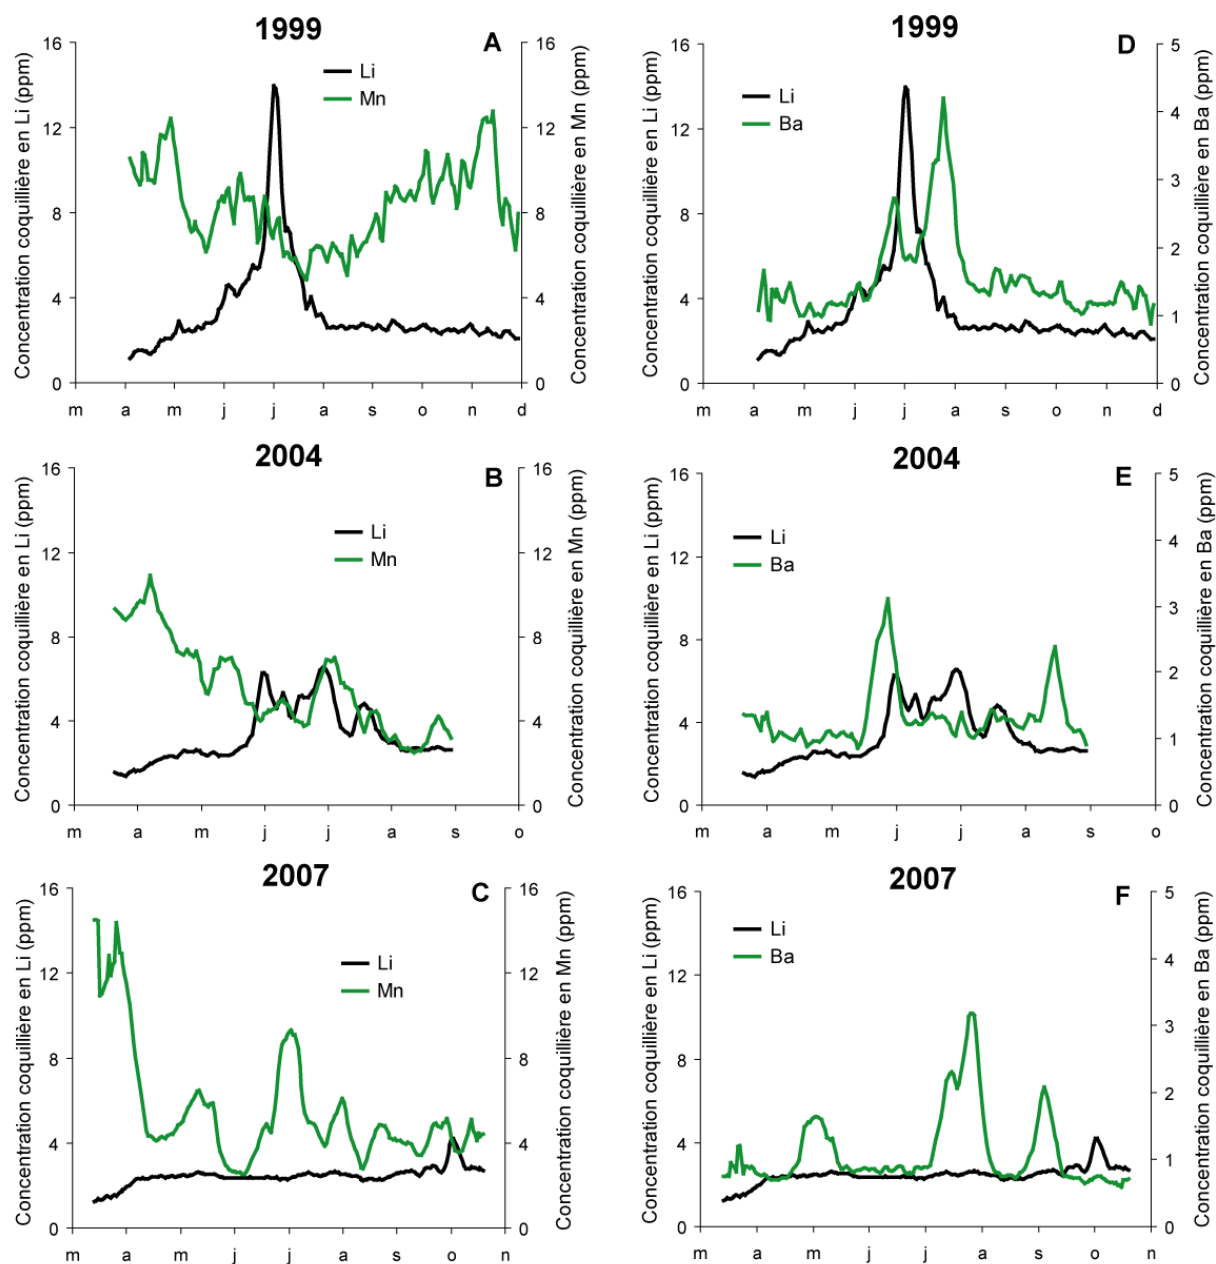 1999
A
Concentration coquillière en Li (ppm)
16
12
8
4
0
Li
Mn
16
12
8
4
0
Concentration coquillière en Mn (ppm)
m a m j j a s o n d
1999
D
Concentration coquillière en Li (ppm)
16
12
8
4
0
Li
Ba
5
4
3
2
1
0
Concentration coquillière en Ba (ppm)
m a m j j a s o n d
2004
B
Concentration coquillière en Li (ppm)
16
12
8
4
0
Li
Mn
16
12
8
4
0
Concentration coquillière en Mn (ppm)
m a m j j a s o
2004
E
Concentration coquillière en Li (ppm)
16
12
8
4
0
Li
Ba
5
4
3
2
1
0
Concentration coquillière en Ba (ppm)
m a m j j a s o
2007
C
Concentration coquillière en Li (ppm)
16
12
8
4
0
Li
Mn
16
12
8
4
0
Concentration coquillière en Mn (ppm)
m a m j j a s o n
2007
F
Concentration coquillière en Li (ppm)
16
12
8
4
0
Li
Ba
5
4
3
2
1
0
Concentration coquillière en Ba (ppm)
m a m j j a s o n